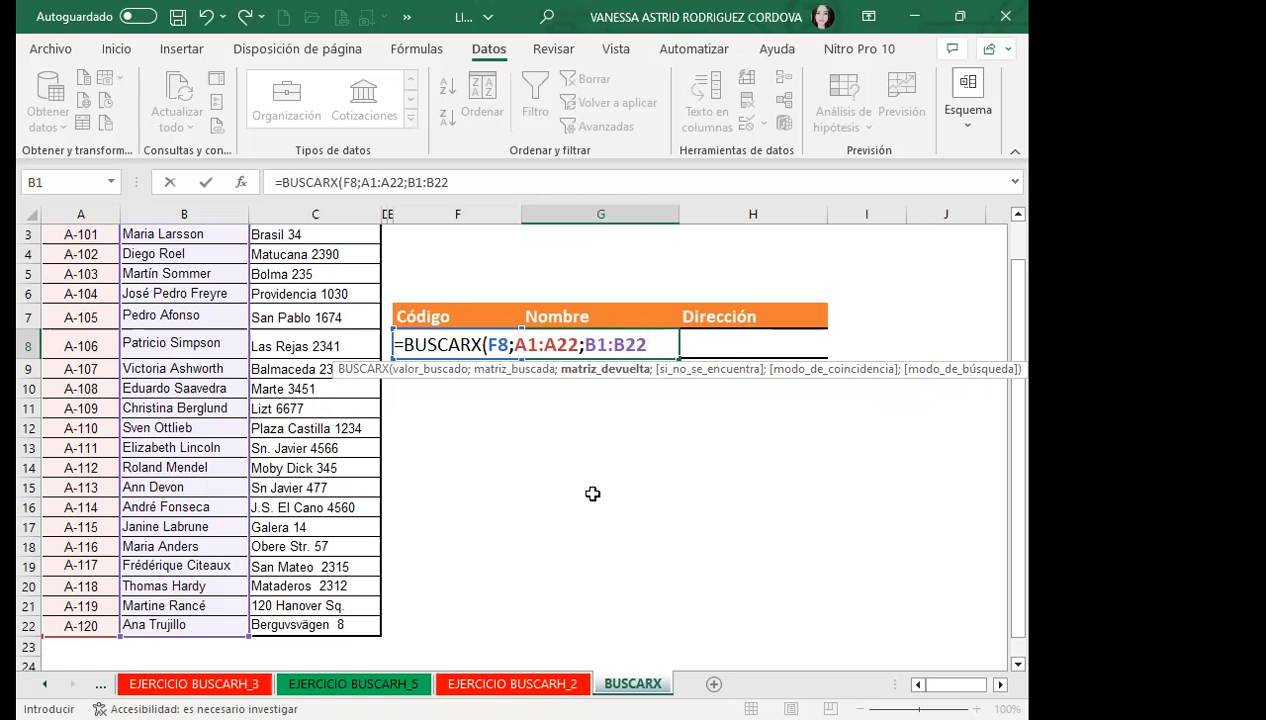 Autoguardado
LI...
VANESSA ASTRID RODRIGUEZ CORDOVA
Archivo Inicio Insertar Disposición de página Fórmulas Datos Revisar Vista Automatizar Ayuda Nitro Pro 10
Obtener datos
Actualizar todo
Organización Cotizaciones
Ordenar
Filtro
Borrar
Volver a aplicar
Avanzadas
Texto en columnas
Análisis de hipótesis
Previsión
Esquema
Obtener y transform... Consultas y con... Tipos de datos Ordenar y filtrar Herramientas de datos Previsión
B1 fx =BUSCARX(F8;A1:A22;B1:B22
A B C D E F G H I J
3 A-101 Maria Larsson Brasil 34
4 A-102 Diego Roel Matucana 2390
5 A-103 Martín Sommer Bolma 235
6 A-104 José Pedro Freyre Providencia 1030
7 A-105 Pedro Afonso San Pablo 1674 Código Nombre Dirección
8 A-106 Patricio Simpson Las Rejas 2341 =BUSCARX(F8;A1:A22;B1:B22
9 A-107 Victoria Ashworth Balmaceda 23 BUSCARX(valor_buscado; matriz_buscada; matriz_devuelta; [si_no_se_encuentra]; [modo_de_coincidencia]; [modo_de_búsqueda])
10 A-108 Eduardo Saavedra Marte 3451
11 A-109 Christina Berglund Lizt 6677
12 A-110 Sven Ottlieb Plaza Castilla 1234
13 A-111 Elizabeth Lincoln Sn. Javier 4566
14 A-112 Roland Mendel Moby Dick 345
15 A-113 Ann Devon Sn Javier 477
16 A-114 André Fonseca J.S. El Cano 4560
17 A-115 Janine Labrune Galera 14
18 A-116 Maria Anders Obere Str. 57
19 A-117 Frédérique Citeaux San Mateo 2315
20 A-118 Thomas Hardy Mataderos 2312
21 A-119 Martine Rancé 120 Hanover Sq.
22 A-120 Ana Trujillo Berguvsvägen 8
23
24
... EJERCICIO BUSCARH_3 EJERCICIO BUSCARH_5 EJERCICIO BUSCARH_2 BUSCARX
Introducir Accesibilidad: es necesario investigar 100%